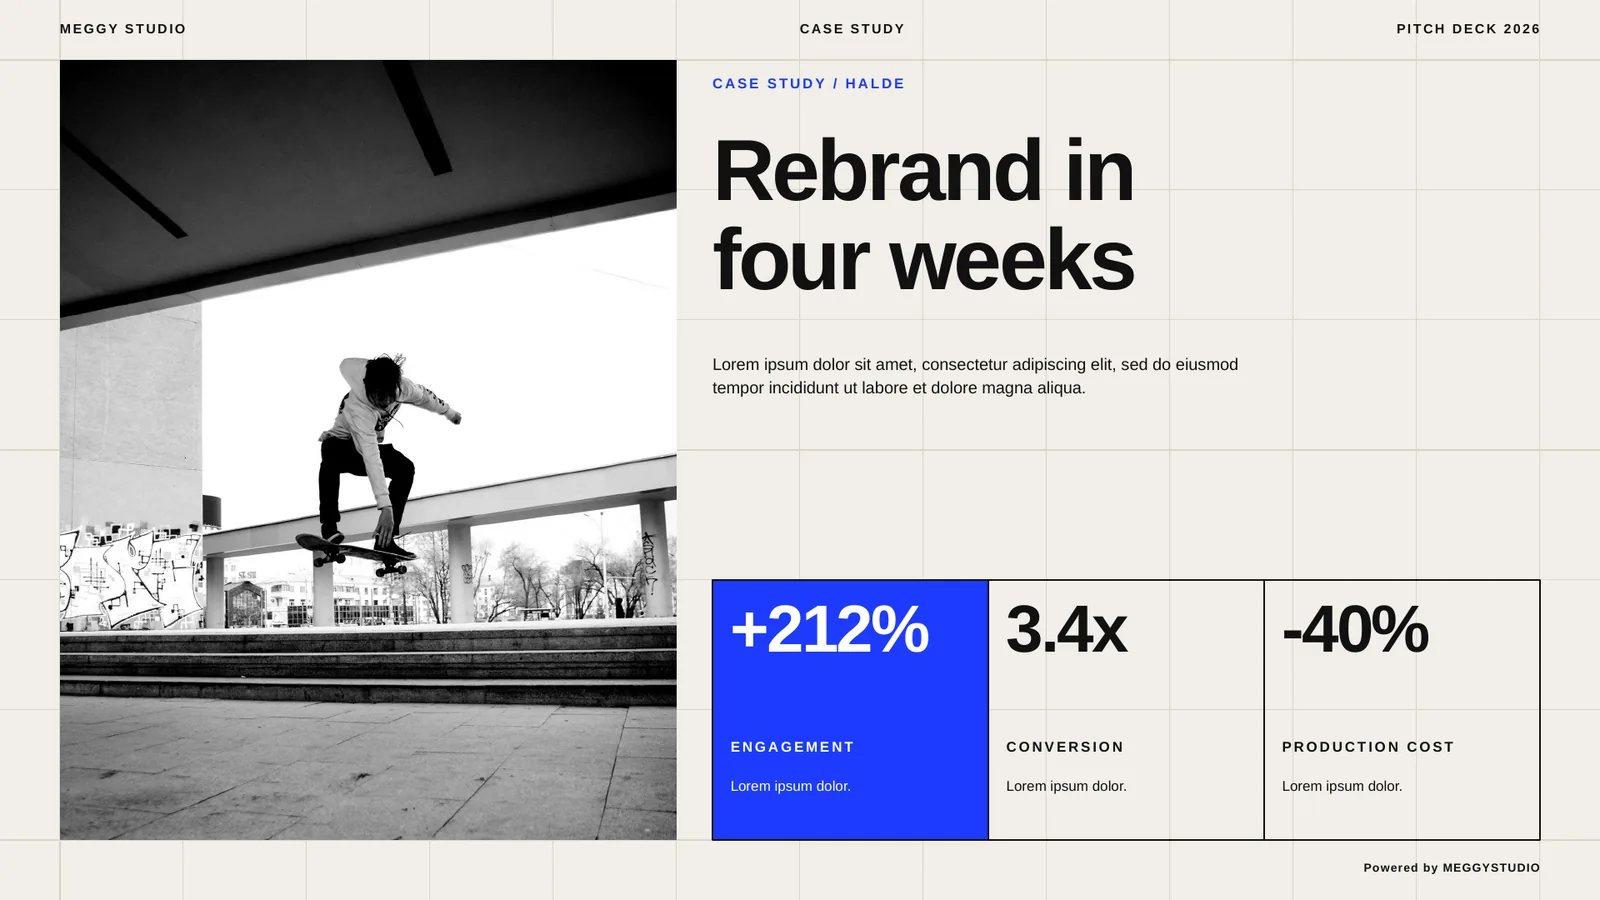 MEGGY STUDIO
CASE STUDY
PITCH DECK 2026
CASE STUDY / HALDE
Rebrand in
four weeks
Lorem ipsum dolor sit amet, consectetur adipiscing elit, sed do eiusmod
tempor incididunt ut labore et dolore magna aliqua.
+212%
ENGAGEMENT
Lorem ipsum dolor.
3.4x
CONVERSION
Lorem ipsum dolor.
-40%
PRODUCTION COST
Lorem ipsum dolor.
Powered by MEGGYSTUDIO